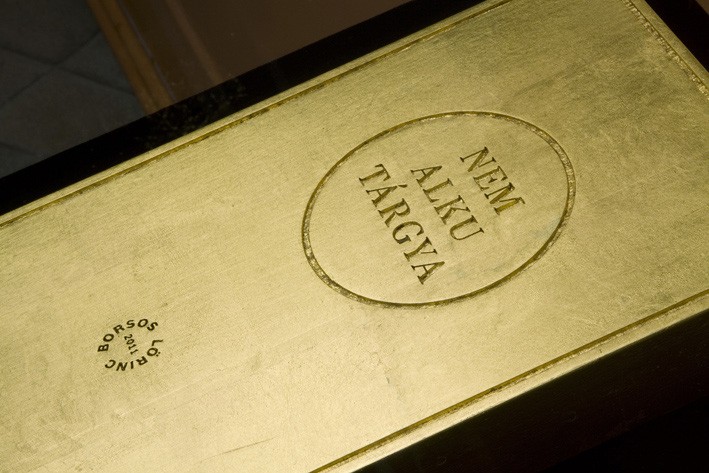 NEM
ALKU
TÁRGYA
BORSOS
LŐRINC
2011